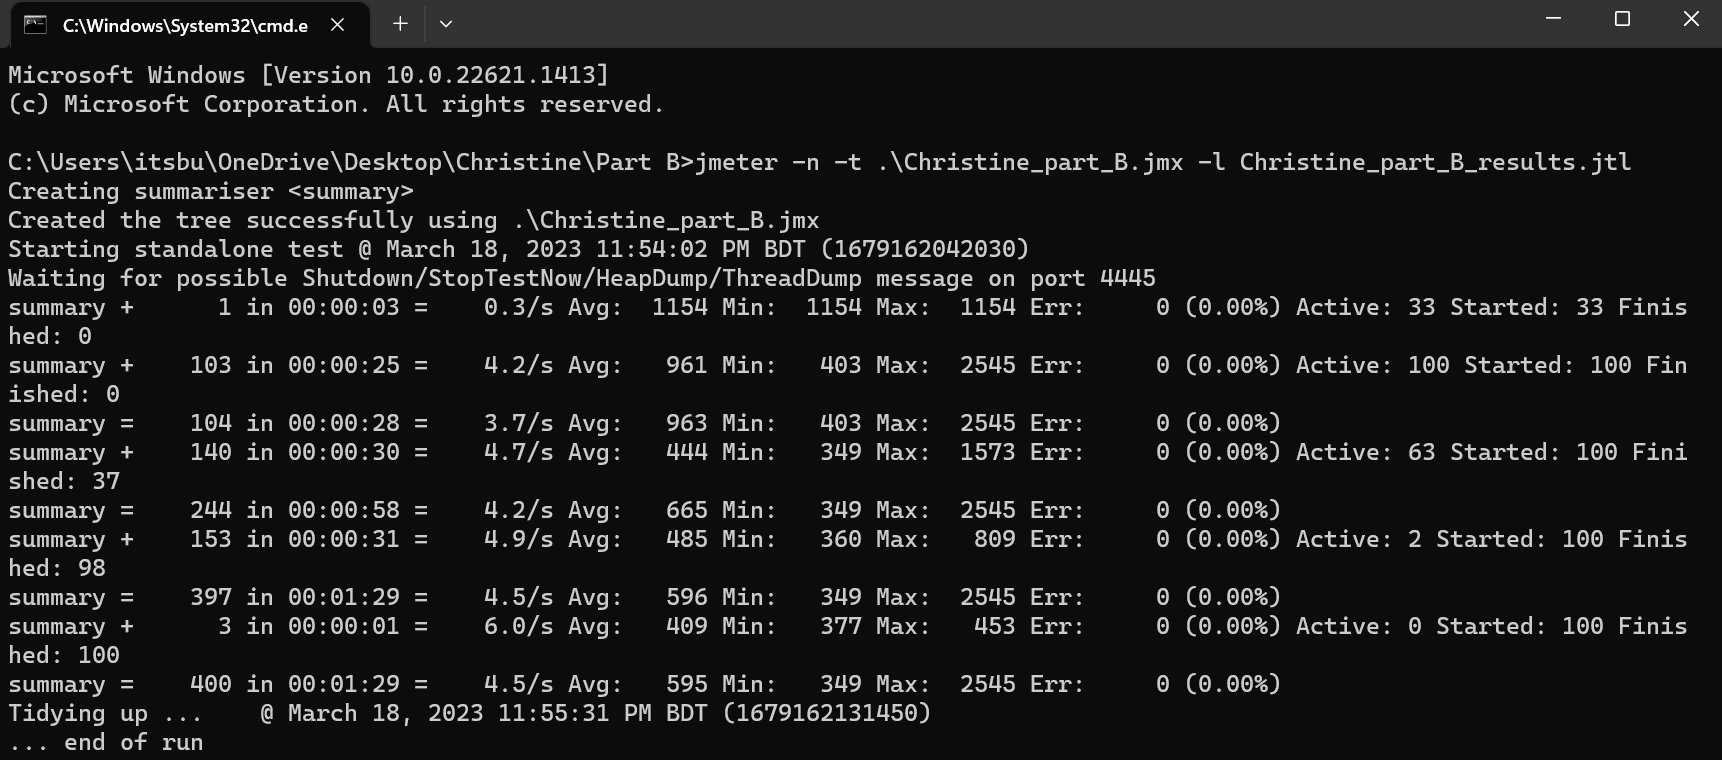 C:\Windows\System32\cmd.e
Microsoft Windows [Version 10.0.22621.1413]
(c) Microsoft Corporation. All rights reserved.
C:\Users\itsbu\OneDrive\Desktop\Christine\Part B>jmeter -n -t .\Christine_part_B.jmx -l Christine_part_B_results.jtl
Creating summariser <summary>
Created the tree successfully using .\Christine_part_B.jmx
Starting standalone test @ March 18, 2023 11:54:02 PM BDT (1679162042030)
Waiting for possible Shutdown/StopTestNow/HeapDump/ThreadDump message on port 4445
summary +      1 in 00:00:03 =    0.3/s Avg:  1154 Min:  1154 Max:  1154 Err:     0 (0.00%) Active: 33 Started: 33 Finis
hed: 0
summary +    103 in 00:00:25 =    4.2/s Avg:   961 Min:   403 Max:  2545 Err:     0 (0.00%) Active: 100 Started: 100 Fin
ished: 0
summary =    104 in 00:00:28 =    3.7/s Avg:   963 Min:   403 Max:  2545 Err:     0 (0.00%)
summary +    140 in 00:00:30 =    4.7/s Avg:   444 Min:   349 Max:  1573 Err:     0 (0.00%) Active: 63 Started: 100 Fini
shed: 37
summary =    244 in 00:00:58 =    4.2/s Avg:   665 Min:   349 Max:  2545 Err:     0 (0.00%)
summary +    153 in 00:00:31 =    4.9/s Avg:   485 Min:   360 Max:   809 Err:     0 (0.00%) Active: 2 Started: 100 Finis
hed: 98
summary =    397 in 00:01:29 =    4.5/s Avg:   596 Min:   349 Max:  2545 Err:     0 (0.00%)
summary +      3 in 00:00:01 =    6.0/s Avg:   409 Min:   377 Max:   453 Err:     0 (0.00%) Active: 0 Started: 100 Finis
hed: 100
summary =    400 in 00:01:29 =    4.5/s Avg:   595 Min:   349 Max:  2545 Err:     0 (0.00%)
Tidying up ...    @ March 18, 2023 11:55:31 PM BDT (1679162131450)
... end of run